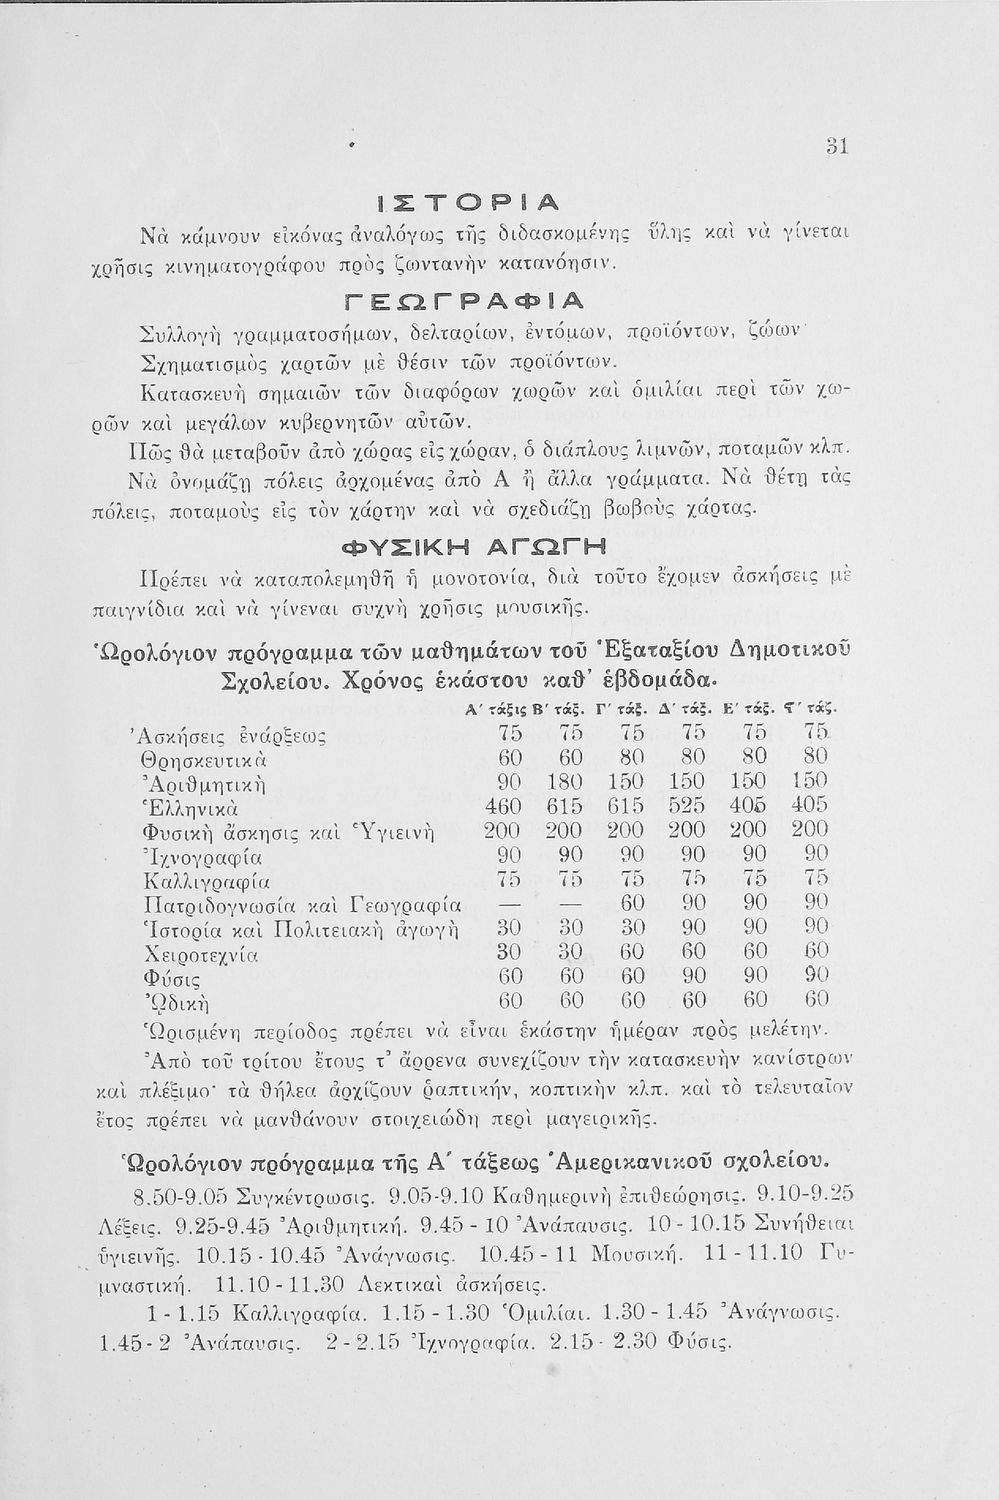 31
ΙΣΤΟΡΙΑ
Νὰ κάμνουν εἰκόνας ἀναλόγως τῆς διδασκομένης ὕλης καὶ νὰ γίνεται
χρῆσις κινηματογράφου πρὸς ζωντανὴν κατανόησιν.
ΓΕΩΓΡΑΦΙΑ
Συλλογὴ γραμματοσήμων, δελταρίων, ἐντόμων, προϊόντων, ζώων·
Σχηματισμὸς χαρτῶν μὲ θέσιν τῶν προϊόντων.
Κατασκευὴ σημαιῶν τῶν διαφόρων χωρῶν καὶ ὁμιλίαι περὶ τῶν χω-
ρῶν καὶ μεγάλων κυβερνητῶν αὐτῶν.
Πῶς θὰ μεταβοῦν ἀπὸ χώρας εἰς χώραν, ὁ διάπλους λιμνῶν, ποταμῶν κλπ.
Νὰ ὀνομάζῃ πόλεις ἀρχομένας ἀπὸ Α ἢ ἄλλα γράμματα. Νὰ θέτῃ τὰς
πόλεις, ποταμοὺς εἰς τὸν χάρτην καὶ νὰ σχεδιάζῃ βωβοὺς χάρτας.
ΦΥΣΙΚΗ ΑΓΩΓΗ
Πρέπει νὰ καταπολεμηθῇ ἡ μονοτονία, διὰ τοῦτο ἔχομεν ἀσκήσεις μὲ
παιγνίδια καὶ νὰ γίνεναι συχνὴ χρῆσις μουσικῆς.
Ὡρολόγιον πρόγραμμα τῶν μαθημάτων τοῦ Ἑξαταξίου Δημοτικοῦ
Σχολείου. Χρόνος ἑκάστου καθ' ἑβδομάδα.
Α' τάξις Β' τάξ. Γ' τάξ. Δ' τάξ. Ε' τάξ. Ϛ' τάξ.
Ἀσκήσεις ἐνάρξεως 75 75 75 75 75 75
Θρησκευτικὰ 60 60 80 80 80 80
Ἀριθμητικὴ 90 180 150 150 150 150
Ἑλληνικὰ 460 615 615 525 405 405
Φυσικὴ ἄσκησις καὶ Ὑγιεινὴ 200 200 200 200 200 200
Ἰχνογραφία 90 90 90 90 90 90
Καλλιγραφία 75 75 75 75 75 75
Πατριδογνωσία καὶ Γεωγραφία — — 60 90 90 90
Ἱστορία καὶ Πολιτειακὴ ἀγωγὴ 30 30 30 90 90 90
Χειροτεχνία 30 30 60 60 60 60
Φύσις 60 60 60 90 90 90
Ὠδικὴ 60 60 60 60 60 60
Ὡρισμένη περίοδος πρέπει νὰ εἶναι ἑκάστην ἡμέραν πρὸς μελέτην.
Ἀπὸ τοῦ τρίτου ἔτους τ' ἄρρενα συνεχίζουν τὴν κατασκευὴν κανίστρων
καὶ πλέξιμο· τὰ θήλεα ἀρχίζουν ῥαπτικήν, κοπτικὴν κλπ. καὶ τὸ τελευταῖον
ἔτος πρέπει νὰ μανθάνουν στοιχειώδη περὶ μαγειρικῆς.
Ὡρολόγιον πρόγραμμα τῆς Α' τάξεως Ἀμερικανικοῦ σχολείου.
8.50-9.05 Συγκέντρωσις. 9.05-9.10 Καθημερινὴ ἐπιθεώρησις. 9.10-9.25
Λέξεις. 9.25-9.45 Ἀριθμητική. 9.45 - 10 Ἀνάπαυσις. 10 - 10.15 Συνήθειαι
ὑγιεινῆς. 10.15 - 10.45 Ἀνάγνωσις. 10.45 - 11 Μουσική. 11 - 11.10 Γυ-
μναστική. 11.10 - 11.30 Λεκτικαὶ ἀσκήσεις.
1 - 1.15 Καλλιγραφία. 1.15 - 1.30 Ὁμιλίαι. 1.30 - 1.45 Ἀνάγνωσις.
1.45 - 2 Ἀνάπαυσις. 2 - 2.15 Ἰχνογραφία. 2.15 - 2.30 Φύσις.